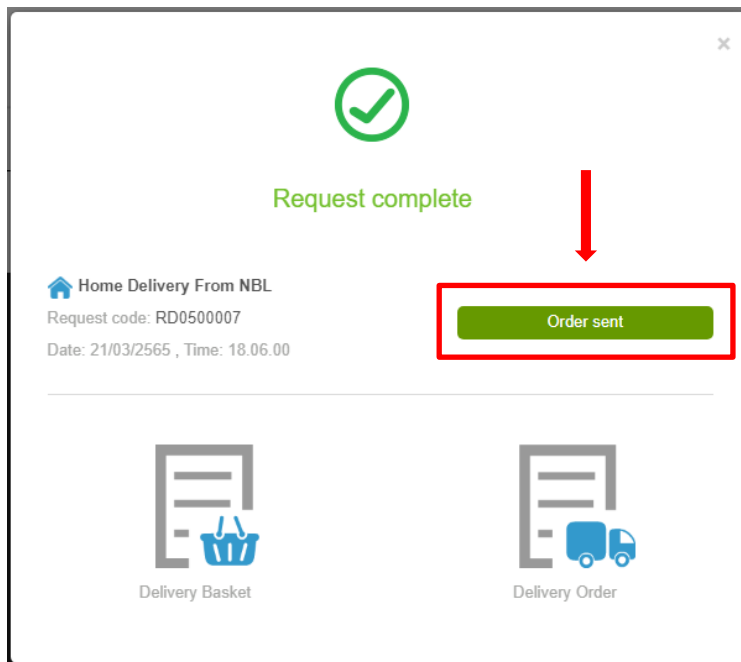 ×
Request complete
Home Delivery From NBL
Request code: RD0500007
Order sent
Date: 21/03/2565 , Time: 18.06.00
Delivery Basket
Delivery Order